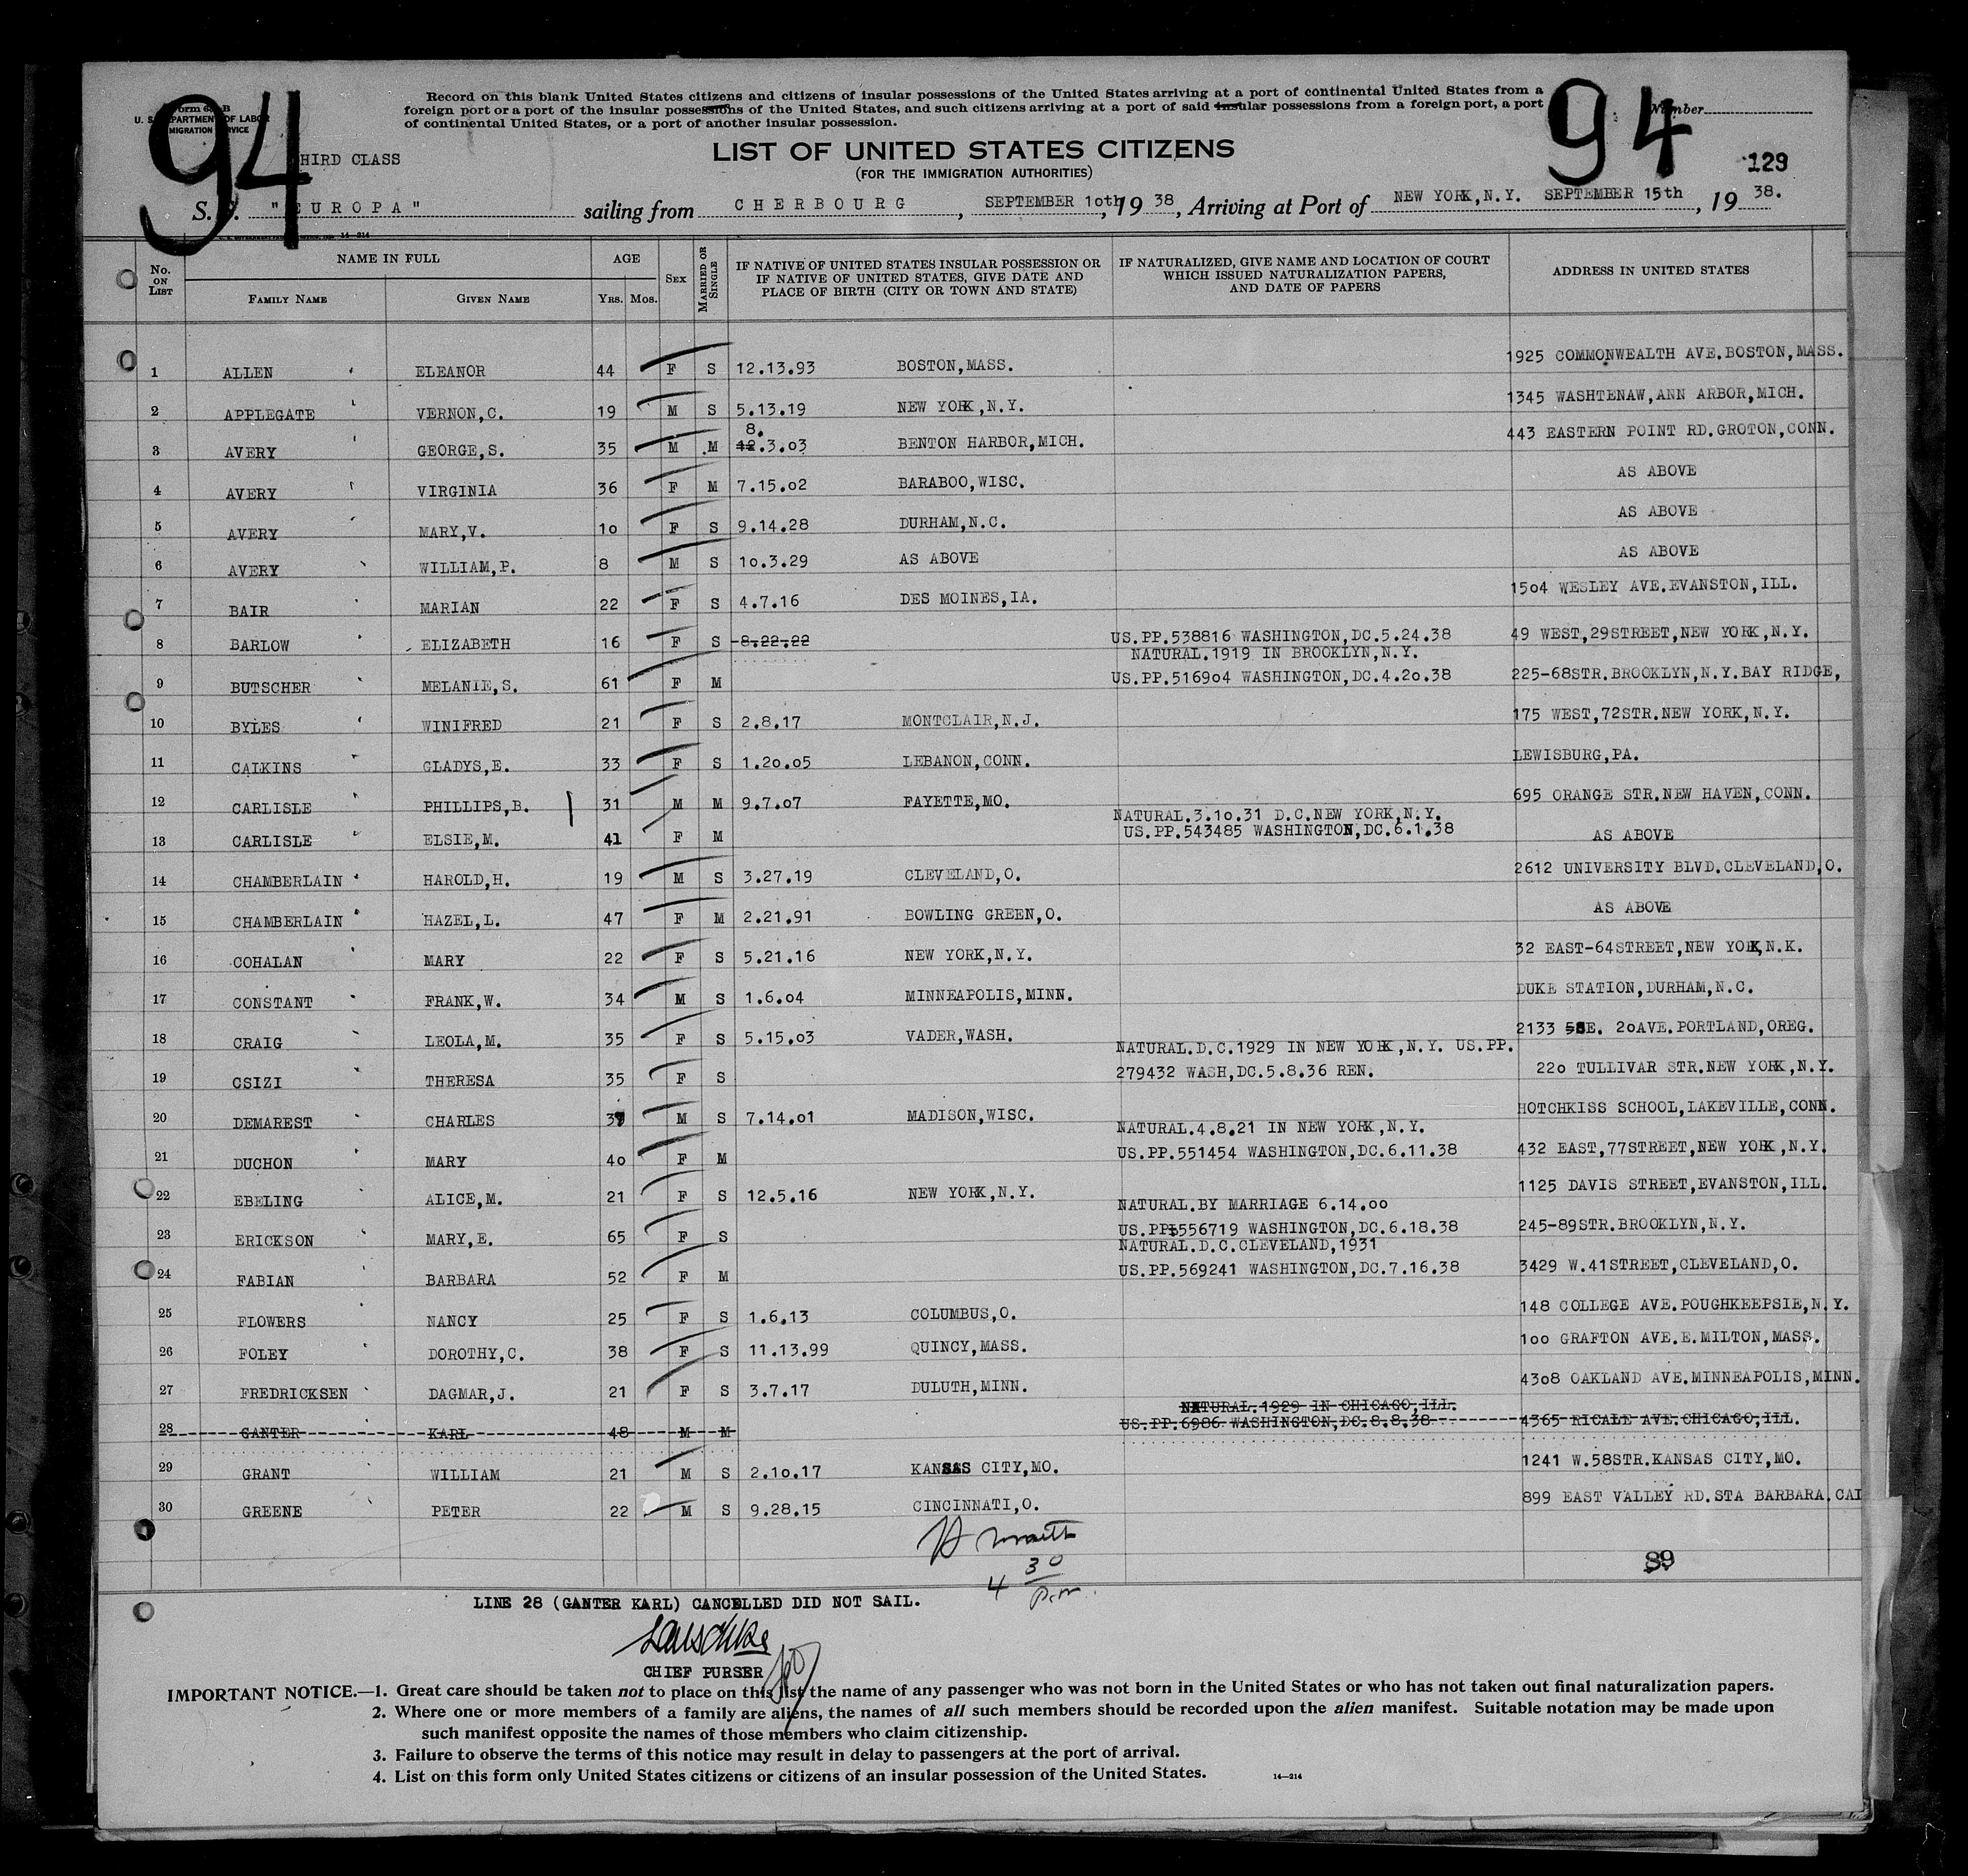 94
94
Record on this blank United States citizens and citizens of insular possessions of the United States arriving at a port of continental United States from a
foreign port or a port of the insular possessions of the United States, and such citizens arriving at a port of said insular possessions from a foreign port, a port
of continental United States, or a port of another insular possession.
U. S. DEPARTMENT OF LABOR
IMMIGRATION SERVICE
Number
THIRD CLASS
LIST OF UNITED STATES CITIZENS
129
(FOR THE IMMIGRATION AUTHORITIES)
S. S. "EUROPA" sailing from CHERBOURG, SEPTEMBER 10th, 19 38, Arriving at Port of NEW YORK,N.Y. SEPTEMBER 15th, 19 38.
No. ON LIST NAME IN FULL FAMILY NAME GIVEN NAME AGE YRS. MOS. SEX MARRIED OR SINGLE IF NATIVE OF UNITED STATES INSULAR POSSESSION OR IF NATIVE OF UNITED STATES, GIVE DATE AND PLACE OF BIRTH (CITY OR TOWN AND STATE) IF NATURALIZED, GIVE NAME AND LOCATION OF COURT WHICH ISSUED NATURALIZATION PAPERS, AND DATE OF PAPERS ADDRESS IN UNITED STATES
1 ALLEN ELEANOR 44 F S 12.13.93 BOSTON,MASS. 1925 COMMONWEALTH AVE.BOSTON,MASS.
2 APPLEGATE VERNON,C. 19 M S 5.13.19 NEW YORK,N.Y. 1345 WASHTENAW,ANN ARBOR,MICH.
8.
3 AVERY GEORGE,S. 35 M M 12.3.03 BENTON HARBOR,MICH. 443 EASTERN POINT RD.GROTON,CONN.
4 AVERY VIRGINIA 36 F M 7.15.02 BARABOO,WISC. AS ABOVE
5 AVERY MARY,V. 10 F S 9.14.28 DURHAM,N.C. AS ABOVE
6 AVERY WILLIAM,P. 8 M S 10.3.29 AS ABOVE AS ABOVE
7 BAIR MARIAN 22 F S 4.7.16 DES MOINES,IA. 1504 WESLEY AVE.EVANSTON,ILL.
8 BARLOW ELIZABETH 16 F S 8.22.22 US.PP.538816 WASHINGTON,DC.5.24.38 49 WEST,29STREET,NEW YORK,N.Y.
NATURAL.1919 IN BROOKLYN,N.Y.
9 BUTSCHER MELANIE,S. 61 F M US.PP.516904 WASHINGTON,DC.4.20.38 225-68STR.BROOKLYN,N.Y.BAY RIDGE,
10 BYLES WINIFRED 21 F S 2.8.17 MONTCLAIR,N.J. 175 WEST,72STR.NEW YORK,N.Y.
11 CALKINS GLADYS,E. 33 F S 1.20.05 LEBANON,CONN. LEWISBURG,PA.
12 CARLISLE PHILLIPS,B. 31 M M 9.7.07 FAYETTE,MO. 695 ORANGE STR.NEW HAVEN,CONN.
NATURAL.3.10.31 D.C.NEW YORK,N.Y.
13 CARLISLE ELSIE,M. 41 F M US.PP.543485 WASHINGTON,DC.6.1.38 AS ABOVE
14 CHAMBERLAIN HAROLD,H. 19 M S 3.27.19 CLEVELAND,O. 2612 UNIVERSITY BLVD.CLEVELAND,O.
15 CHAMBERLAIN HAZEL,L. 47 F M 2.21.91 BOWLING GREEN,O. AS ABOVE
16 COHALAN MARY 22 F S 5.21.16 NEW YORK,N.Y. 32 EAST-64STREET,NEW YORK,N.K.
17 CONSTANT FRANK,W. 34 M S 1.6.04 MINNEAPOLIS,MINN. DUKE STATION,DURHAM,N.C.
18 CRAIG LEOLA,M. 35 F S 5.15.03 VADER,WASH. 2133 SE. 20AVE.PORTLAND,OREG.
NATURAL.D.C.1929 IN NEW YORK,N.Y. US.PP.
19 CSIZI THERESA 35 F S 279432 WASH,DC.5.8.36 REN. 220 TULLIVAR STR.NEW YORK,N.Y.
20 DEMAREST CHARLES 37 M S 7.14.01 MADISON,WISC. HOTCHKISS SCHOOL,LAKEVILLE,CONN.
NATURAL.4.8.21 IN NEW YORK,N.Y.
21 DUCHON MARY 40 F M US.PP.551454 WASHINGTON,DC.6.11.38 432 EAST,77STREET,NEW YORK,N.Y.
22 EBELING ALICE,M. 21 F S 12.5.16 NEW YORK,N.Y. 1125 DAVIS STREET,EVANSTON,ILL.
NATURAL.BY MARRIAGE 6.14.00
23 ERICKSON MARY,E. 65 F S US.PP.556719 WASHINGTON,DC.6.18.38 245-89STR.BROOKLYN,N.Y.
NATURAL.D.C.CLEVELAND,1931
24 FABIAN BARBARA 52 F M US.PP.569241 WASHINGTON,DC.7.16.38 3429 W.41STREET,CLEVELAND,O.
25 FLOWERS NANCY 25 F S 1.6.13 COLUMBUS,O. 148 COLLEGE AVE.POUGHKEEPSIE,N.Y.
26 FOLEY DOROTHY,C. 38 F S 11.13.99 QUINCY,MASS. 100 GRAFTON AVE.E.MILTON,MASS.
27 FREDRICKSEN DAGMAR,J. 21 F S 3.7.17 DULUTH,MINN. 4308 OAKLAND AVE.MINNEAPOLIS,MINN.
NATURAL.1929 IN CHICAGO,ILL.
28 GANTER KARL 48 M M US.PP.6986 WASHINGTON,DC.8.8.38 4365 RICALE AVE.CHICAGO,ILL.
29 GRANT WILLIAM 21 M S 2.10.17 KANSAS CITY,MO. 1241 W.58STR.KANSAS CITY,MO.
30 GREENE PETER 22 M S 9.28.15 CINCINNATI,O. 899 EAST VALLEY RD.STA BARBARA.CAI
4 30 p.m.
89
LINE 28 (GANTER KARL) CANCELLED DID NOT SAIL.
CHIEF PURSER
IMPORTANT NOTICE.—1. Great care should be taken not to place on this list the name of any passenger who was not born in the United States or who has not taken out final naturalization papers.
2. Where one or more members of a family are aliens, the names of all such members should be recorded upon the alien manifest. Suitable notation may be made upon
such manifest opposite the names of those members who claim citizenship.
3. Failure to observe the terms of this notice may result in delay to passengers at the port of arrival.
4. List on this form only United States citizens or citizens of an insular possession of the United States.
14—214